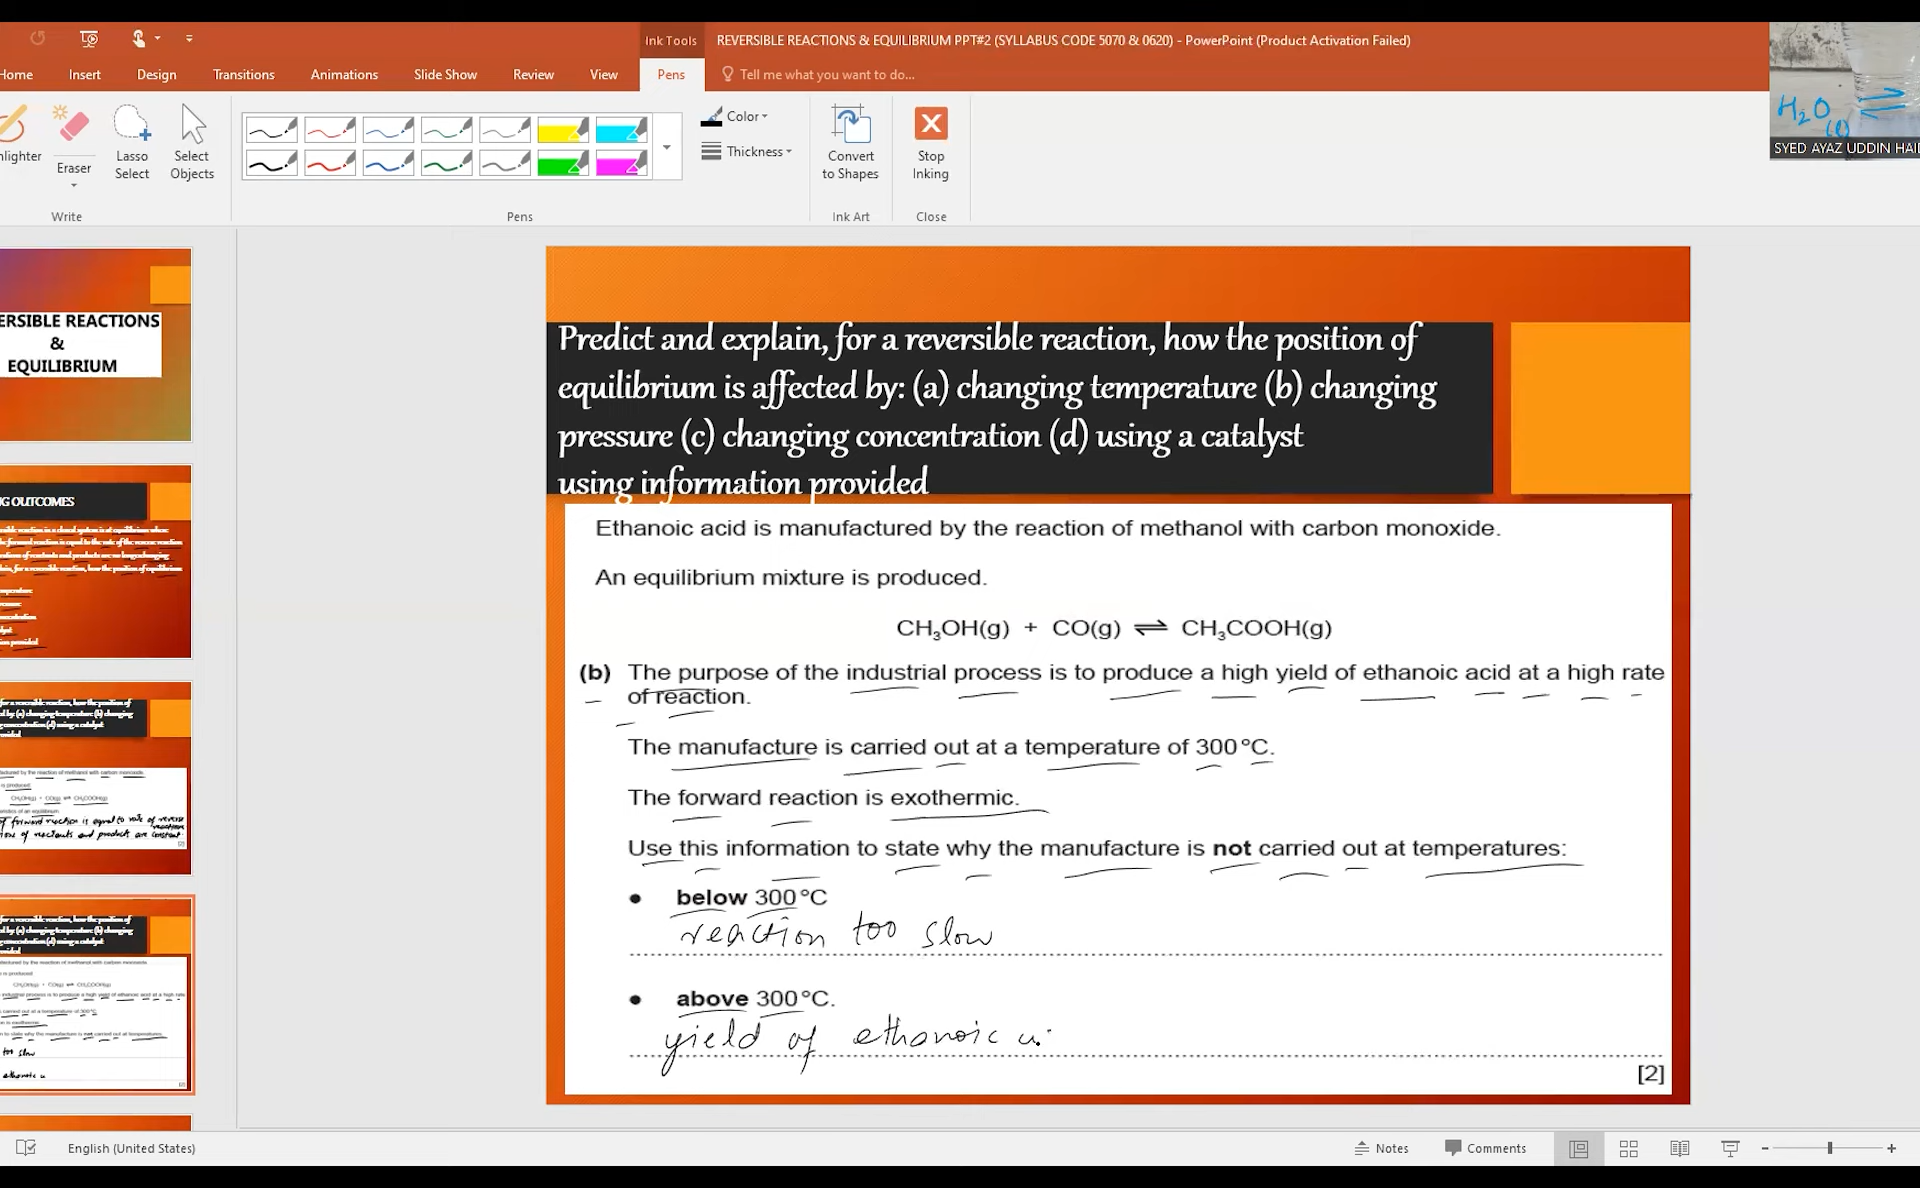 Ink Tools
REVERSIBLE REACTIONS & EQUILIBRIUM PPT#2 (SYLLABUS CODE 5070 & 0620) - PowerPoint (Product Activation Failed)
Home Insert Design Transitions Animations Slide Show Review View Pens Tell me what you want to do...
H₂O(l) ⇌
SYED AYAZ UDDIN HAID
hlighter
Eraser
Lasso Select
Select Objects
Color
Thickness
Convert to Shapes
Stop Inking
Write Pens Ink Art Close
ERSIBLE REACTIONS
&
EQUILIBRIUM
NG OUTCOMES
Predict and explain, for a reversible reaction, how the position of
equilibrium is affected by: (a) changing temperature (b) changing
pressure (c) changing concentration (d) using a catalyst
using information provided
Ethanoic acid is manufactured by the reaction of methanol with carbon monoxide.
An equilibrium mixture is produced.
CH₃OH(g) + CO(g) ⇌ CH₃COOH(g)
(b) The purpose of the industrial process is to produce a high yield of ethanoic acid at a high rate
of reaction.
The manufacture is carried out at a temperature of 300 °C.
The forward reaction is exothermic.
Use this information to state why the manufacture is not carried out at temperatures:
• below 300 °C
reaction too slow
• above 300 °C.
yield of ethanoic
[2]
English (United States)
Notes Comments